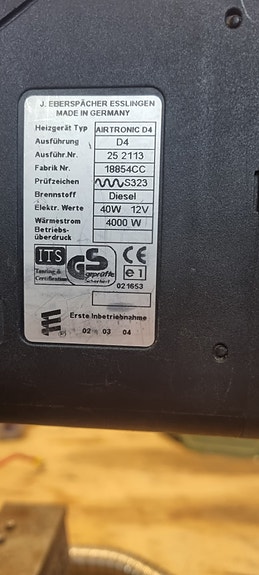 J. EBERSPÄCHER ESSLINGEN
MADE IN GERMANY
Heizgerät Typ AIRTRONIC D4
Ausführung D4
Ausführ.Nr. 25 2113
Fabrik Nr. 18854CC
Prüfzeichen S323
Brennstoff Diesel
Elektr. Werte 40W 12V
Wärmestrom 4000 W
Betriebs-
überdruck
ITS
Testing &
Certification
GS
geprüfte
Sicherheit
CE
e1
021653
Erste Inbetriebnahme
02 03 04